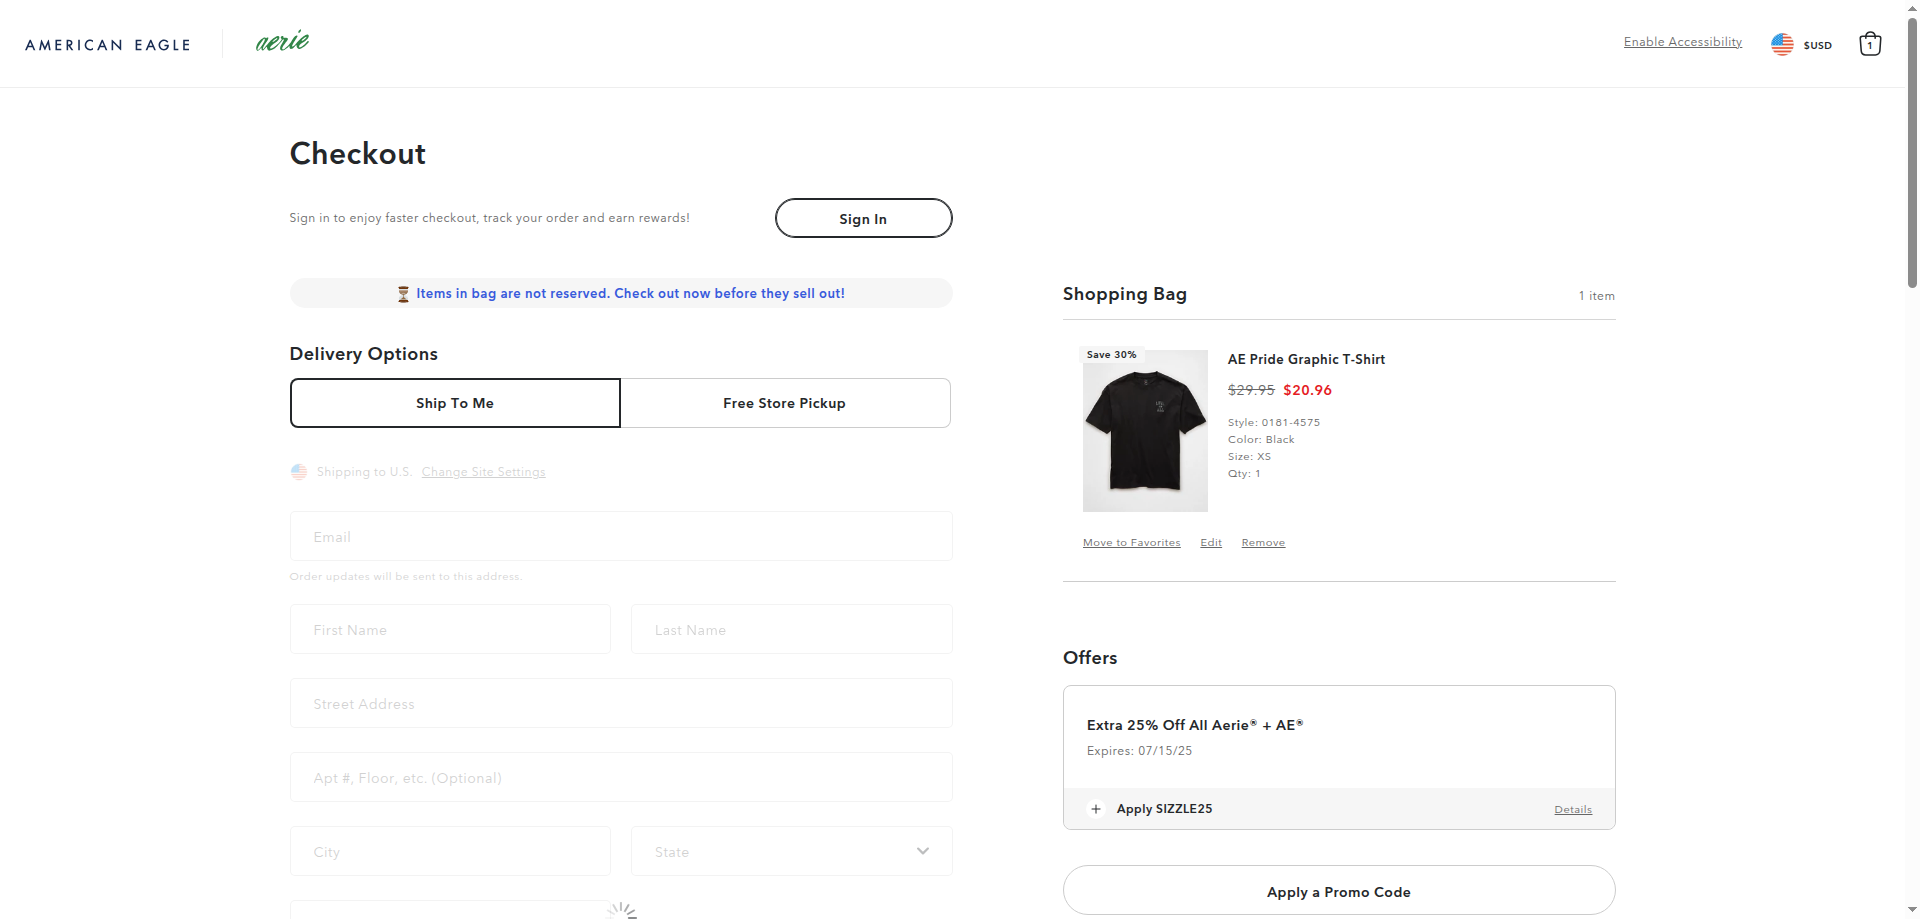 AMERICAN EAGLE
aerie
Enable Accessibility
$USD
1
Checkout
Sign in to enjoy faster checkout, track your order and earn rewards!
Sign In
⏳ Items in bag are not reserved. Check out now before they sell out!
Delivery Options
Ship To Me
Free Store Pickup
Shipping to U.S. Change Site Settings
Email
Order updates will be sent to this address.
First Name
Last Name
Street Address
Apt #, Floor, etc. (Optional)
City
State
Shopping Bag
1 item
Save 30%
AE Pride Graphic T-Shirt
$29.95 $20.96
Style: 0181-4575
Color: Black
Size: XS
Qty: 1
Move to Favorites
Edit
Remove
Offers
Extra 25% Off All Aerie® + AE®
Expires: 07/15/25
Apply SIZZLE25
Details
Apply a Promo Code